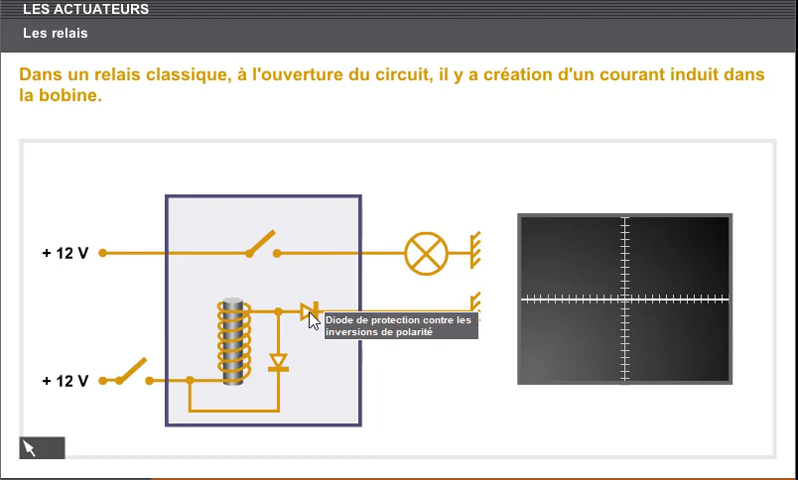 LES ACTUATEURS
Les relais
Dans un relais classique, à l'ouverture du circuit, il y a création d'un courant induit dans
la bobine.
+ 12 V
Diode de protection contre les
inversions de polarité
+ 12 V